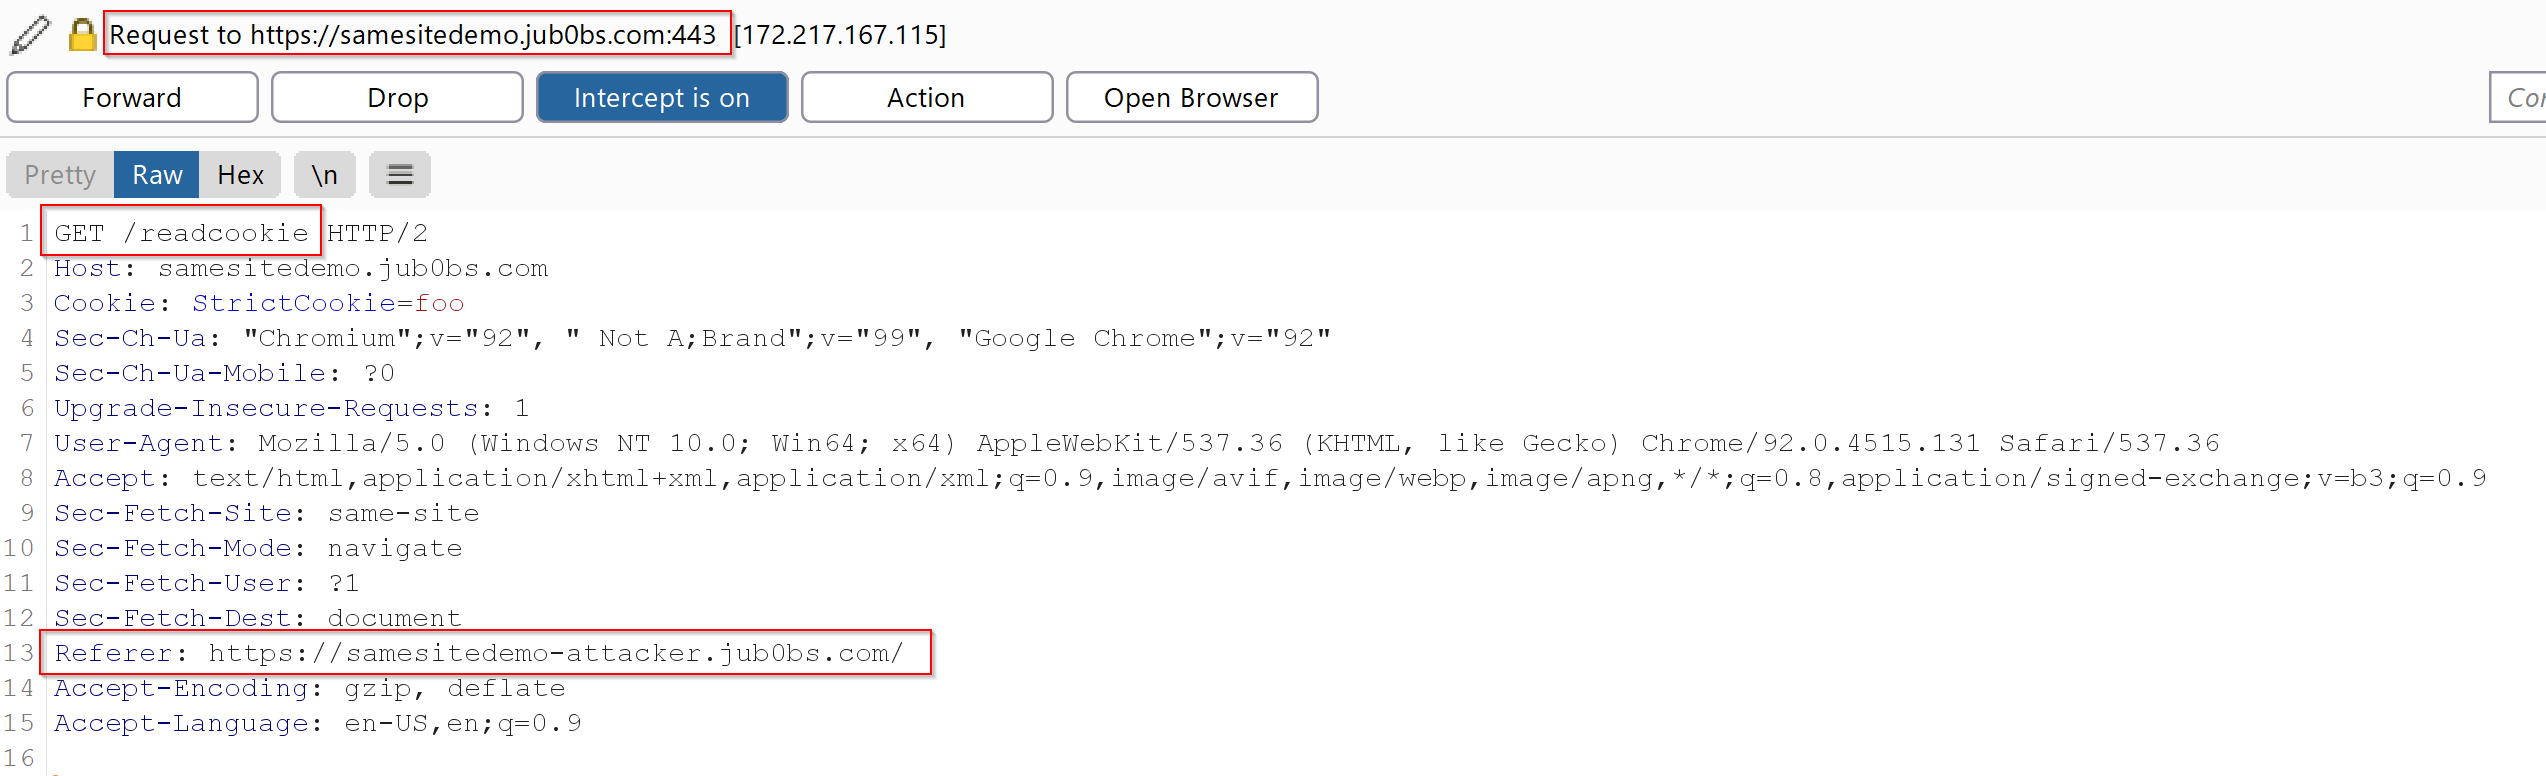 Request to https://samesitedemo.jub0bs.com:443 [172.217.167.115]
Forward Drop Intercept is on Action Open Browser
Pretty Raw Hex \n
1 GET /readcookie HTTP/2
2 Host: samesitedemo.jub0bs.com
3 Cookie: StrictCookie=foo
4 Sec-Ch-Ua: "Chromium";v="92", " Not A;Brand";v="99", "Google Chrome";v="92"
5 Sec-Ch-Ua-Mobile: ?0
6 Upgrade-Insecure-Requests: 1
7 User-Agent: Mozilla/5.0 (Windows NT 10.0; Win64; x64) AppleWebKit/537.36 (KHTML, like Gecko) Chrome/92.0.4515.131 Safari/537.36
8 Accept: text/html,application/xhtml+xml,application/xml;q=0.9,image/avif,image/webp,image/apng,*/*;q=0.8,application/signed-exchange;v=b3;q=0.9
9 Sec-Fetch-Site: same-site
10 Sec-Fetch-Mode: navigate
11 Sec-Fetch-User: ?1
12 Sec-Fetch-Dest: document
13 Referer: https://samesitedemo-attacker.jub0bs.com/
14 Accept-Encoding: gzip, deflate
15 Accept-Language: en-US,en;q=0.9
16